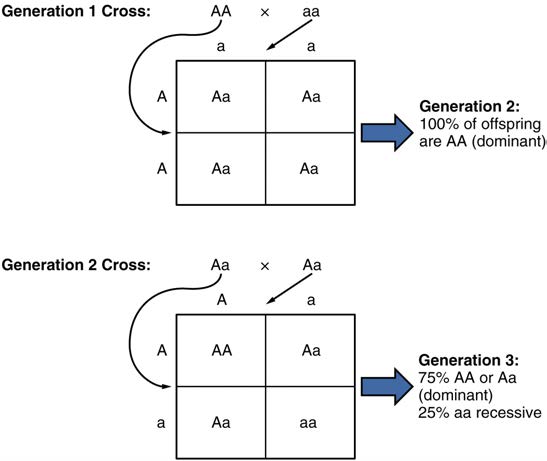 Generation 1 Cross: AA × aa
a a
A Aa Aa
Generation 2:
100% of offspring
are AA (dominant)
A Aa Aa
Generation 2 Cross: Aa × Aa
A a
A AA Aa
Generation 3:
75% AA or Aa
(dominant)
25% aa recessive
a Aa aa